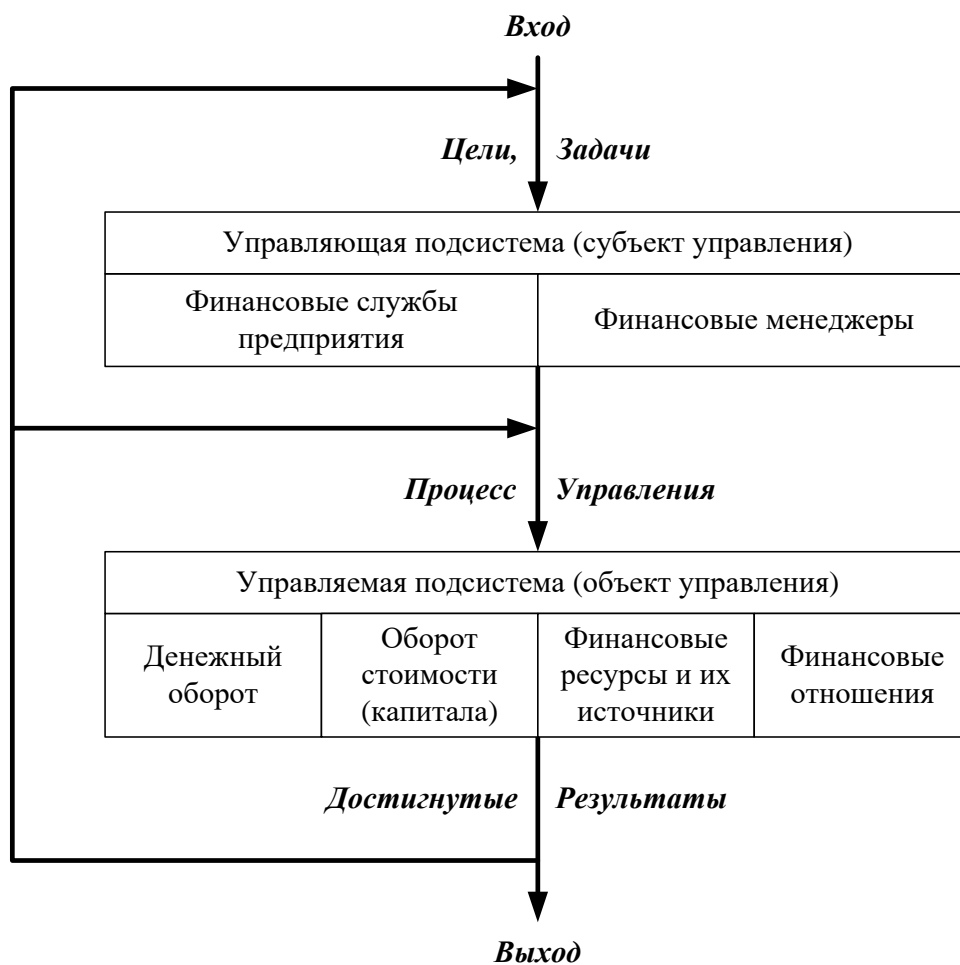 Вход
Цели, Задачи
Управляющая подсистема (субъект управления)
Финансовые службы
предприятия
Финансовые менеджеры
Процесс Управления
Управляемая подсистема (объект управления)
Денежный
оборот
Оборот
стоимости
(капитала)
Финансовые
ресурсы и их
источники
Финансовые
отношения
Достигнутые Результаты
Выход